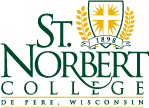 ST.
1898
NORBERT
COLLEGE
DE PERE, WISCONSIN